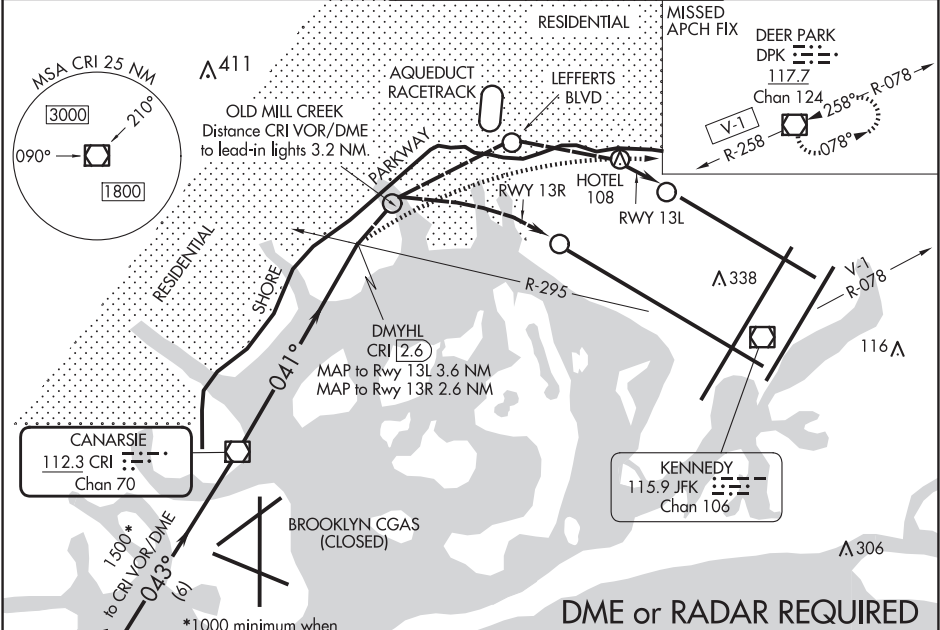 MSA CRI 25 NM
3000
210°
090°
1800
411
RESIDENTIAL
AQUEDUCT
RACETRACK
LEFFERTS
BLVD
OLD MILL CREEK
Distance CRI VOR/DME
to lead-in lights 3.2 NM.
PARKWAY
SHORE
RESIDENTIAL
RWY 13R
HOTEL
108
RWY 13L
MISSED
APCH FIX
DEER PARK
DPK
117.7
Chan 124
V-1
R-258
258°
R-078
078°
R-295
338
V-1
R-078
116
DMYHL
CRI 2.6
MAP to Rwy 13L 3.6 NM
MAP to Rwy 13R 2.6 NM
041°
CANARSIE
112.3 CRI
Chan 70
KENNEDY
115.9 JFK
Chan 106
BROOKLYN CGAS
(CLOSED)
1500*
to CRI VOR/DME
043°
(6)
306
*1000 minimum when
DME or RADAR REQUIRED